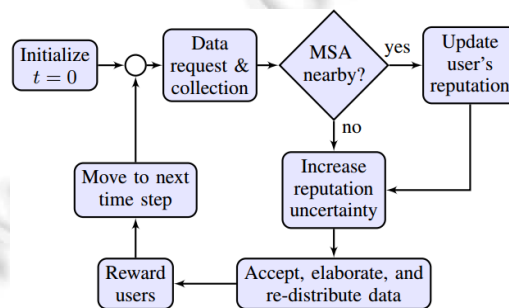 Initialize
t = 0
Data
request &
collection
MSA
nearby?
yes
Update
user's
reputation
no
Increase
reputation
uncertainty
Move to next
time step
Reward
users
Accept, elaborate, and
re-distribute data